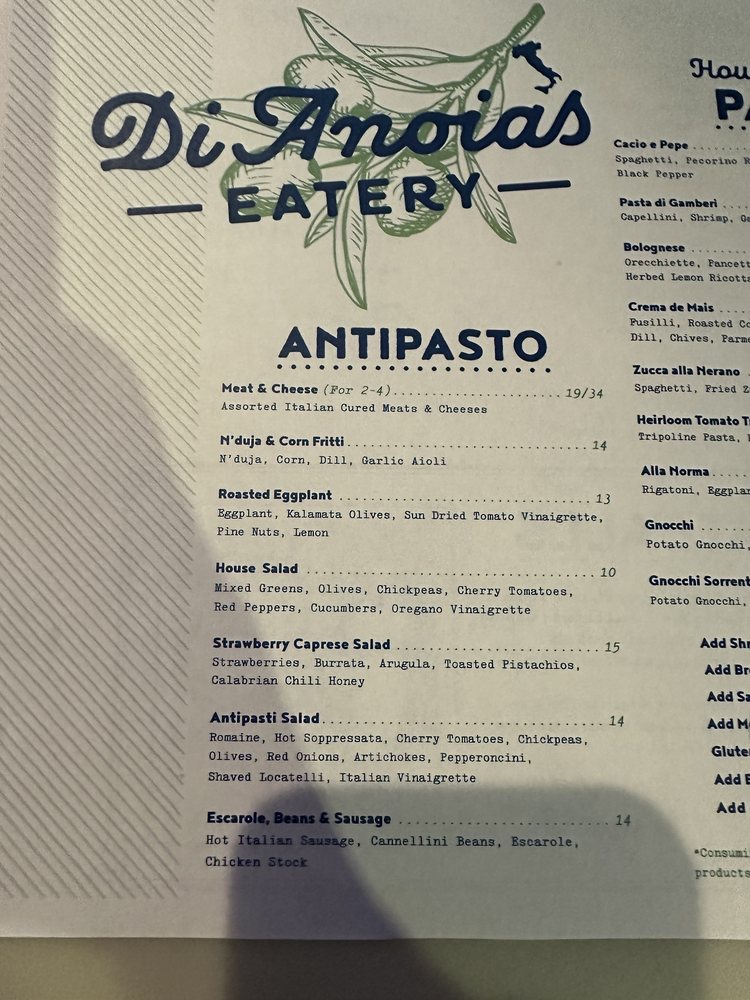 Di Anoia's
EATERY
ANTIPASTO
Meat & Cheese (For 2-4) 19/34
Assorted Italian Cured Meats & Cheeses
N'duja & Corn Fritti 14
N'duja, Corn, Dill, Garlic Aioli
Roasted Eggplant 13
Eggplant, Kalamata Olives, Sun Dried Tomato Vinaigrette,
Pine Nuts, Lemon
House Salad 10
Mixed Greens, Olives, Chickpeas, Cherry Tomatoes,
Red Peppers, Cucumbers, Oregano Vinaigrette
Strawberry Caprese Salad 15
Strawberries, Burrata, Arugula, Toasted Pistachios,
Calabrian Chili Honey
Antipasti Salad 14
Romaine, Hot Soppressata, Cherry Tomatoes, Chickpeas,
Olives, Red Onions, Artichokes, Pepperoncini,
Shaved Locatelli, Italian Vinaigrette
Escarole, Beans & Sausage 14
Hot Italian Sausage, Cannellini Beans, Escarole,
Chicken Stock
Cacio e Pepe
Spaghetti, Pecorino
Black Pepper
Pasta di Gamberi
Capellini, Shrimp,
Bolognese
Orecchiette,
Herbed Lemon Ricotta
Crema de Mais
Fusilli, Roasted
Dill, Chives,
Zucca alla Nerano
Spaghetti, Fried
Heirloom Tomato
Tripoline Pasta,
Alla Norma
Rigatoni,
Gnocchi
Potato Gnocchi,
Gnocchi
Potato Gnocchi,
Add
Add
Add
Add
Add
Add
products